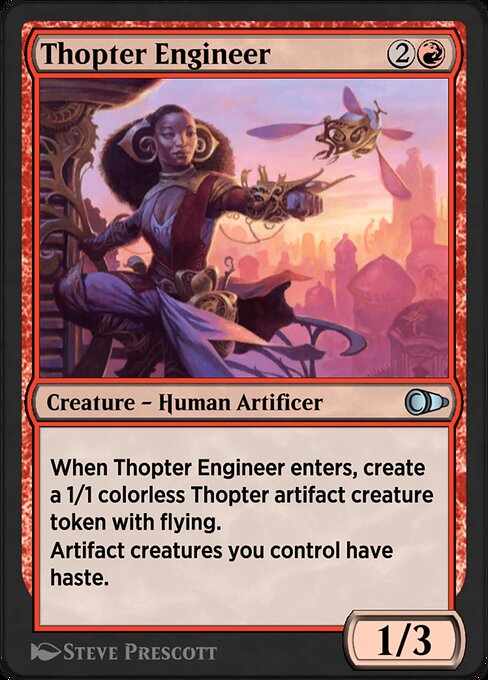 Thopter Engineer 2
Creature – Human Artificer
When Thopter Engineer enters, create
a 1/1 colorless Thopter artifact creature
token with flying.
Artifact creatures you control have
haste.
1/3
Steve Prescott